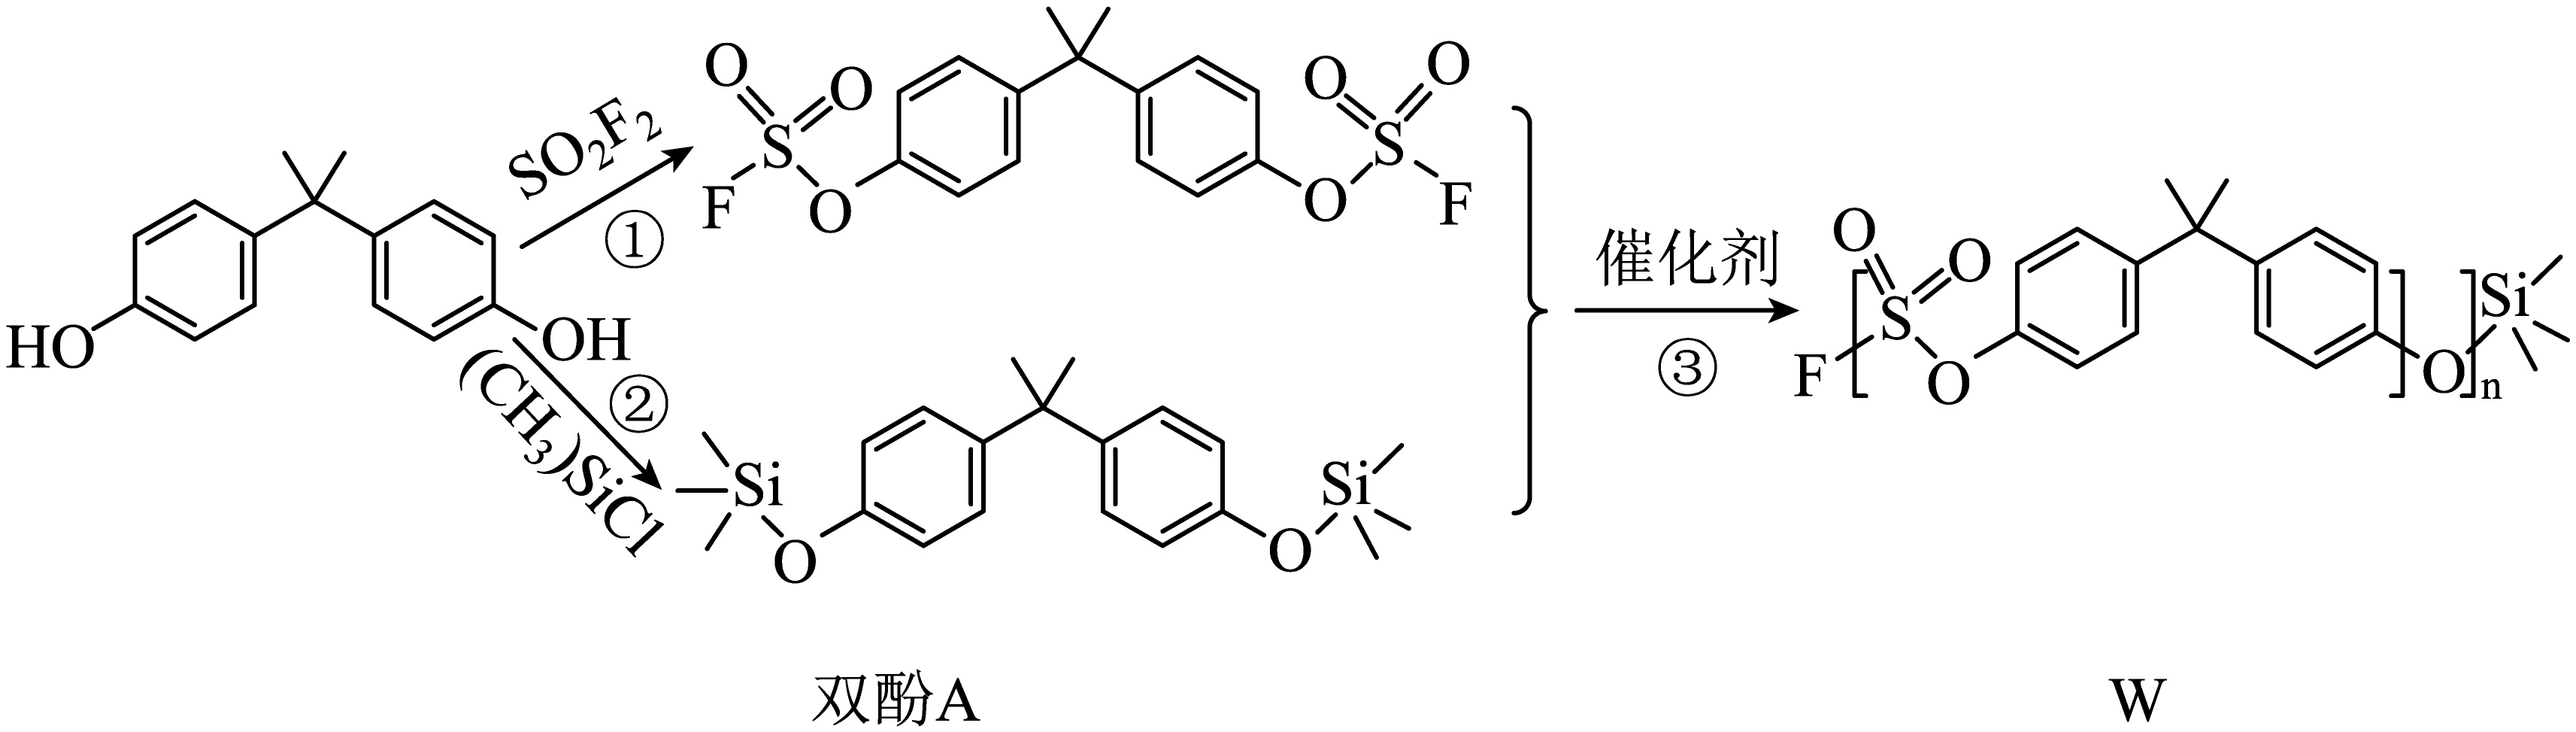 HO
OH
SO₂F₂
①
(CH₃)SiCl
②
O
O
S
F
O
O
O
S
O
F
Si
O
Si
O
催化剂
③
O
O
S
F
O
O
n
Si
双酚A
W